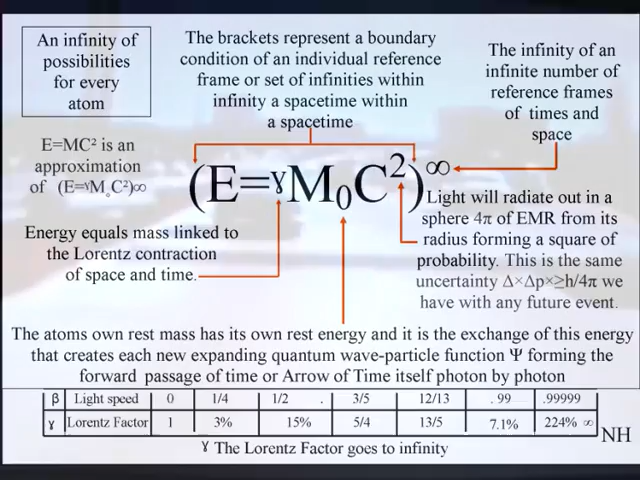 An infinity of
possibilities
for every
atom
The brackets represent a boundary
condition of an individual reference
frame or set of infinities within
infinity a spacetime within
a spacetime
The infinity of an
infinite number of
reference frames
of times and
space
E=MC² is an
approximation
of (E=ˠM₀C²)∞
(E=ˠM₀C²)∞
Energy equals mass linked to
the Lorentz contraction
of space and time.
Light will radiate out in a
sphere 4π of EMR from its
radius forming a square of
probability. This is the same
uncertainty Δ×Δp×≥h/4π we
have with any future event.
The atoms own rest mass has its own rest energy and it is the exchange of this energy
that creates each new expanding quantum wave-particle function Ψ forming the
forward passage of time or Arrow of Time itself photon by photon
β Light speed 0 1/4 1/2 . 3/5 12/13 . 99 .99999
ɣ Lorentz Factor 1 3% 15% 5/4 13/5 7.1% 224% ∞
NH
ɣ The Lorentz Factor goes to infinity